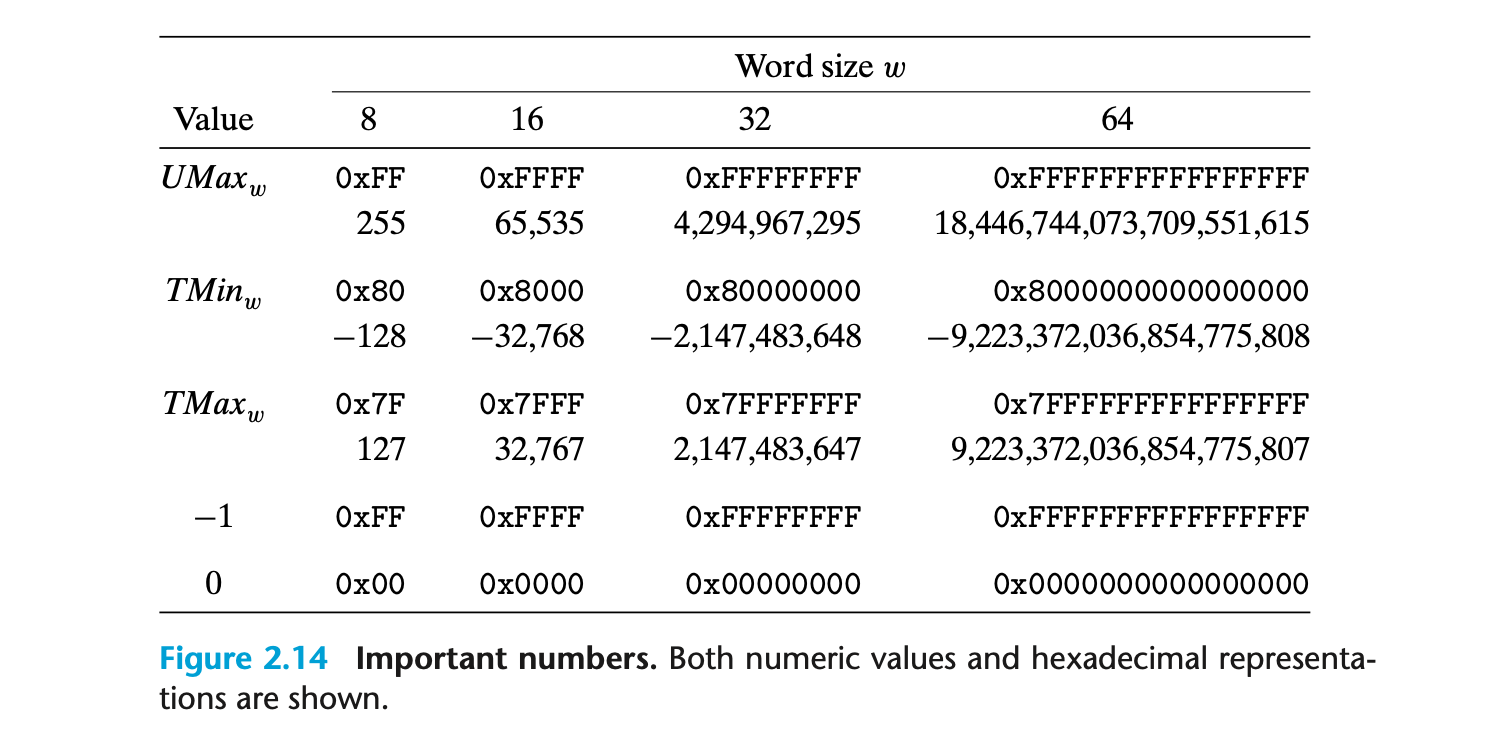 Word size w
Value 8 16 32 64
UMax_w 0xFF 0xFFFF 0xFFFFFFFF 0xFFFFFFFFFFFFFFFF
255 65,535 4,294,967,295 18,446,744,073,709,551,615
TMin_w 0x80 0x8000 0x80000000 0x8000000000000000
−128 −32,768 −2,147,483,648 −9,223,372,036,854,775,808
TMax_w 0x7F 0x7FFF 0x7FFFFFFF 0x7FFFFFFFFFFFFFFF
127 32,767 2,147,483,647 9,223,372,036,854,775,807
−1 0xFF 0xFFFF 0xFFFFFFFF 0xFFFFFFFFFFFFFFFF
0 0x00 0x0000 0x00000000 0x0000000000000000
Figure 2.14 Important numbers. Both numeric values and hexadecimal representa-
tions are shown.